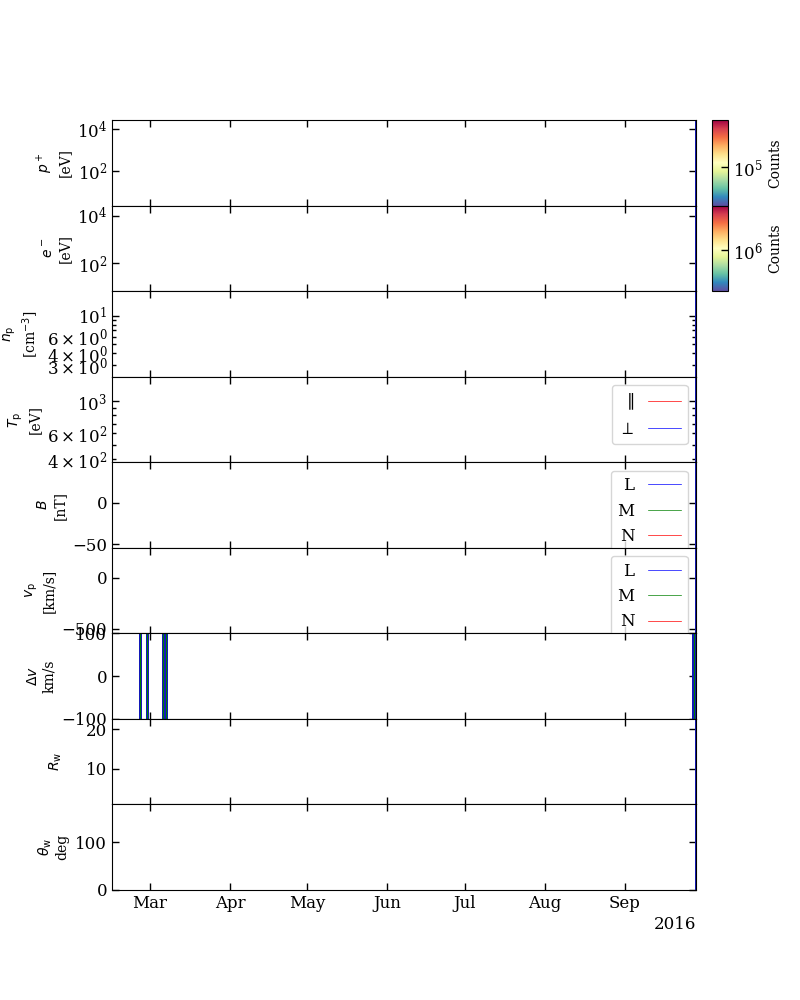 10^4
10^2
p^+
[eV]
10^5
Counts
10^4
10^2
e^-
[eV]
10^6
Counts
10^1
6 × 10^0
4 × 10^0
3 × 10^0
n_p
[cm^{-3}]
10^3
6 × 10^2
4 × 10^2
T_p
[eV]
∥
⊥
0
−50
B
[nT]
L
M
N
0
−500
v_p
[km/s]
L
M
N
100
0
−100
Δv
km/s
20
10
R_w
100
0
θ_w
deg
Mar Apr May Jun Jul Aug Sep
2016